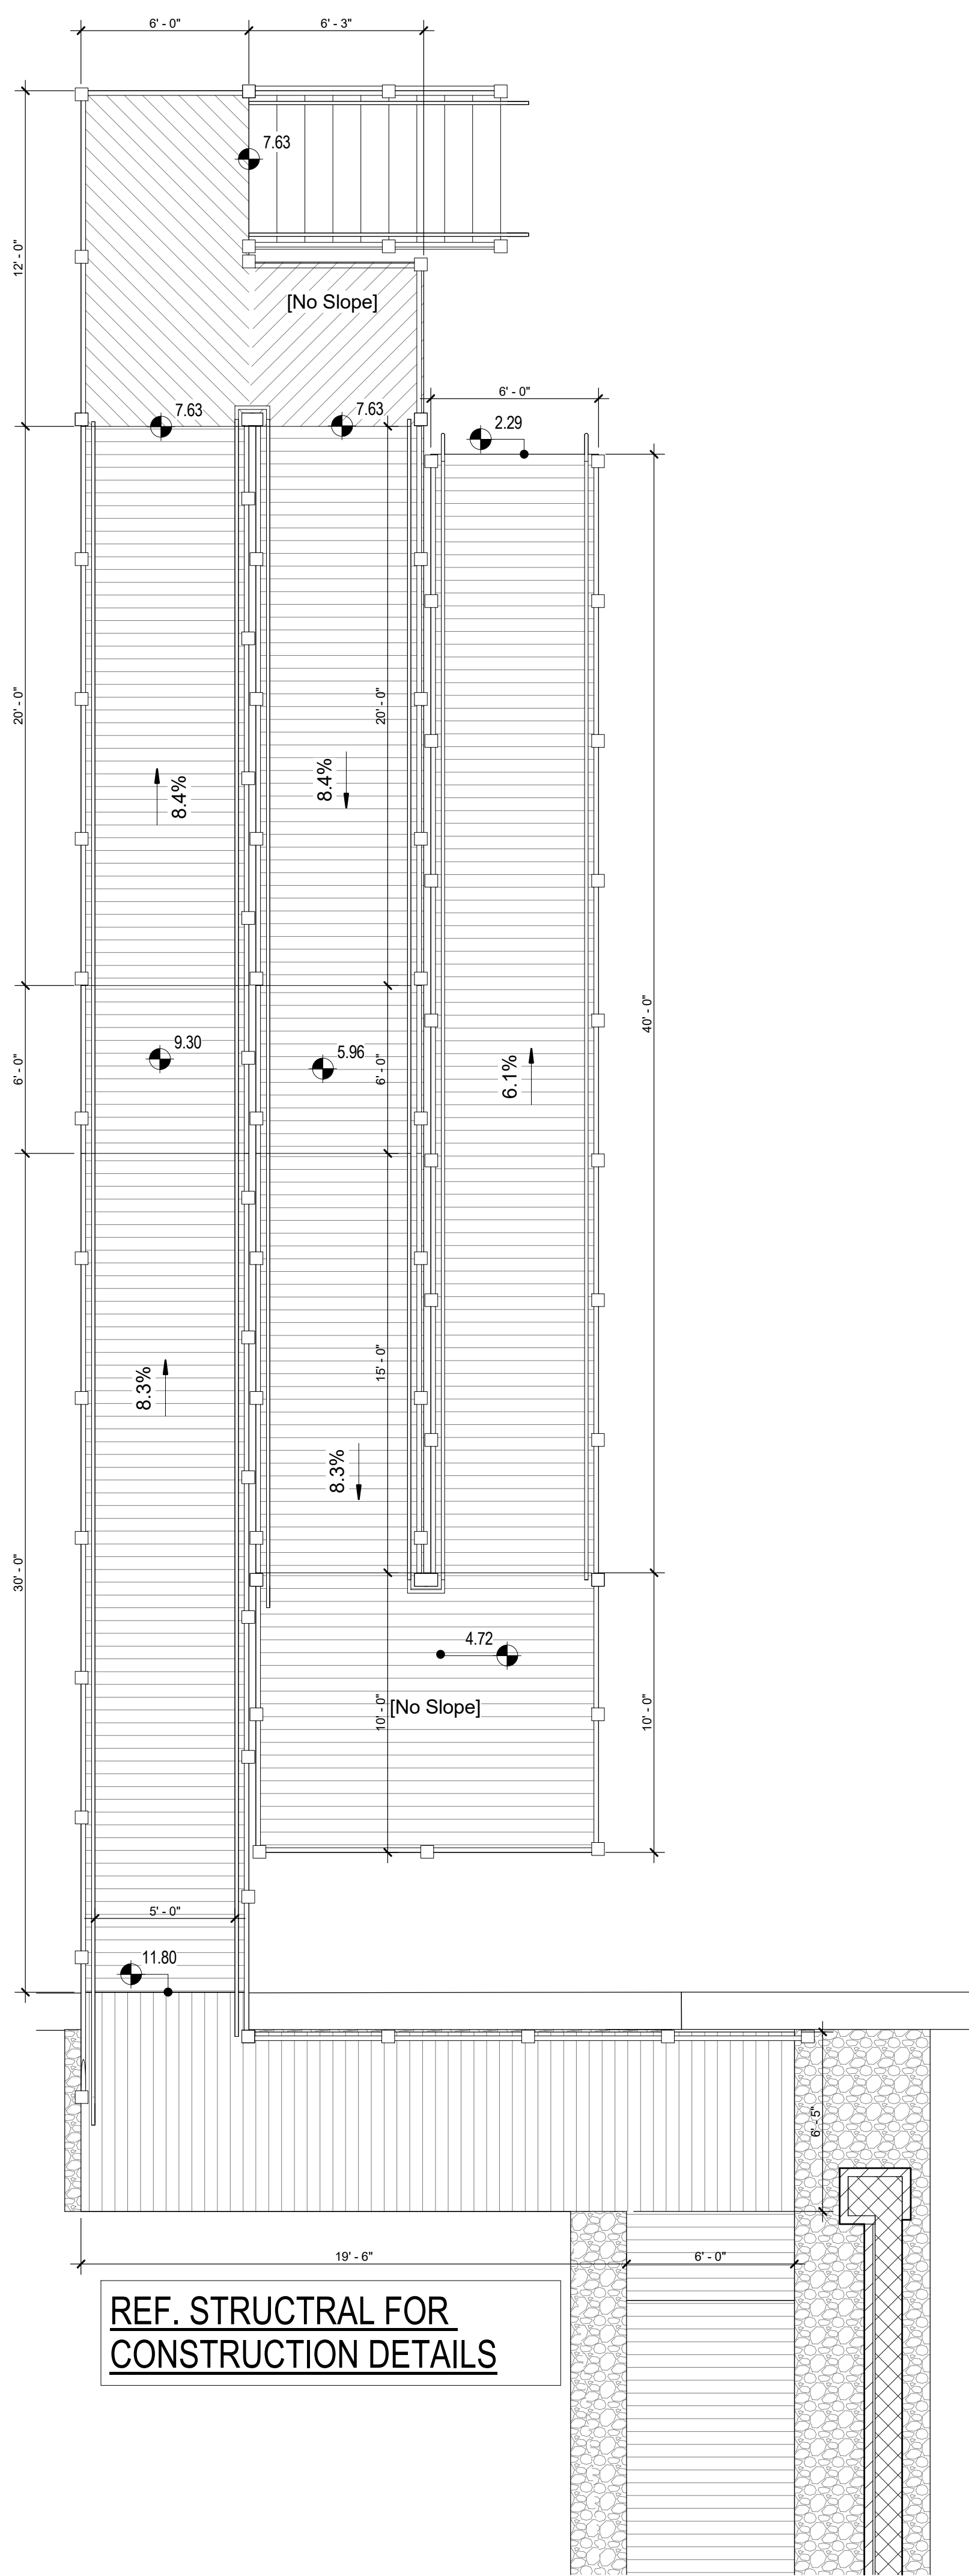 6' - 0"
6' - 3"
7.63
12' - 0"
[No Slope]
6' - 0"
7.63
7.63
2.29
20' - 0"
20' - 0"
8.4%
8.4%
40' - 0"
9.30
5.96
6' - 0"
6' - 0"
6.1%
15' - 0"
8.3%
8.3%
30' - 0"
4.72
[No Slope]
10' - 0"
10' - 0"
5' - 0"
11.80
6' - 5"
19' - 6"
6' - 0"
REF. STRUCTRAL FOR
CONSTRUCTION DETAILS